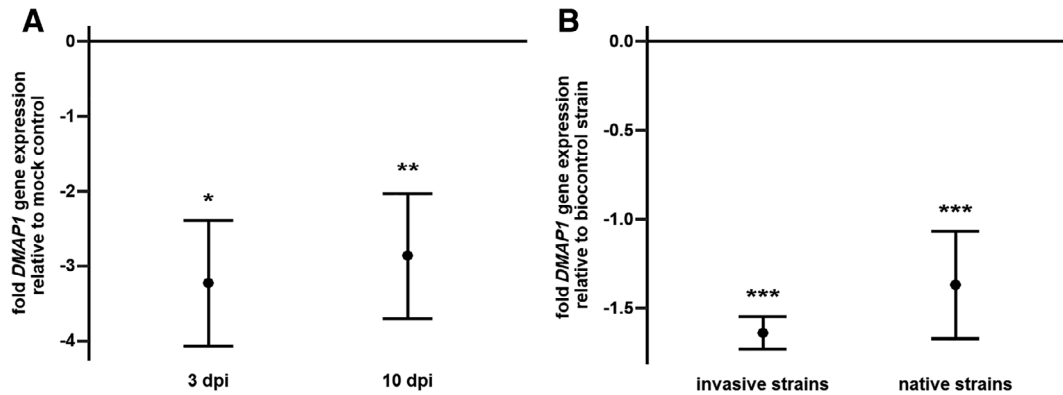 A
fold DMAP1 gene expression
relative to mock control
0
-1
-2
-3
-4
*
**
3 dpi
10 dpi
B
fold DMAP1 gene expression
relative to biocontrol strain
0.0
-0.5
-1.0
-1.5
***
***
invasive strains
native strains